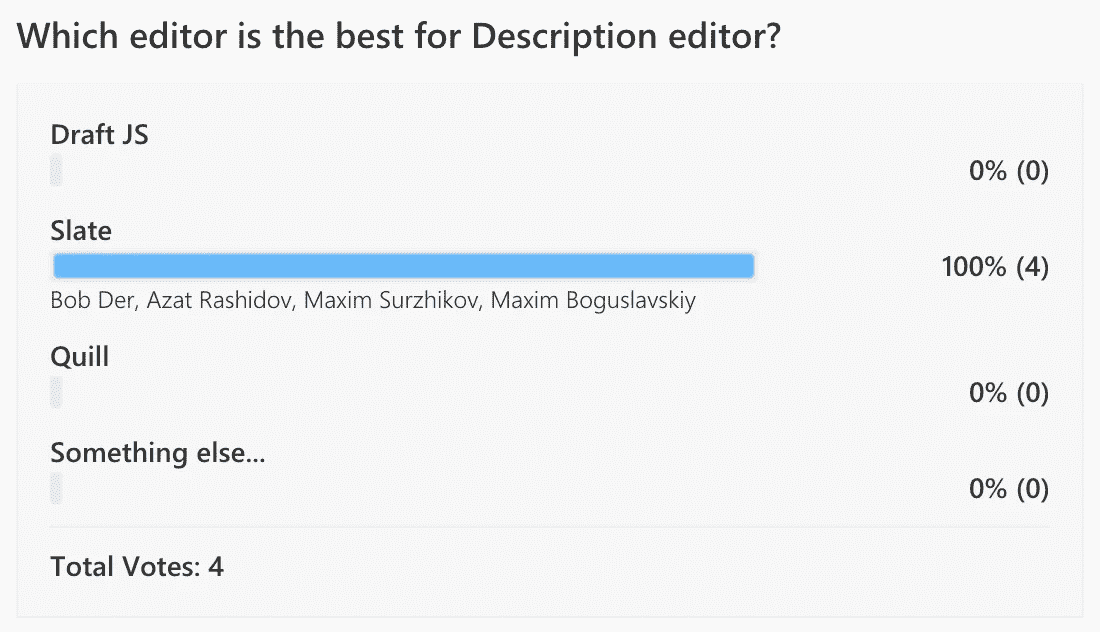 Which editor is the best for Description editor?
Draft JS
0% (0)
Slate
100% (4)
Bob Der, Azat Rashidov, Maxim Surzhikov, Maxim Boguslavskiy
Quill
0% (0)
Something else...
0% (0)
Total Votes: 4